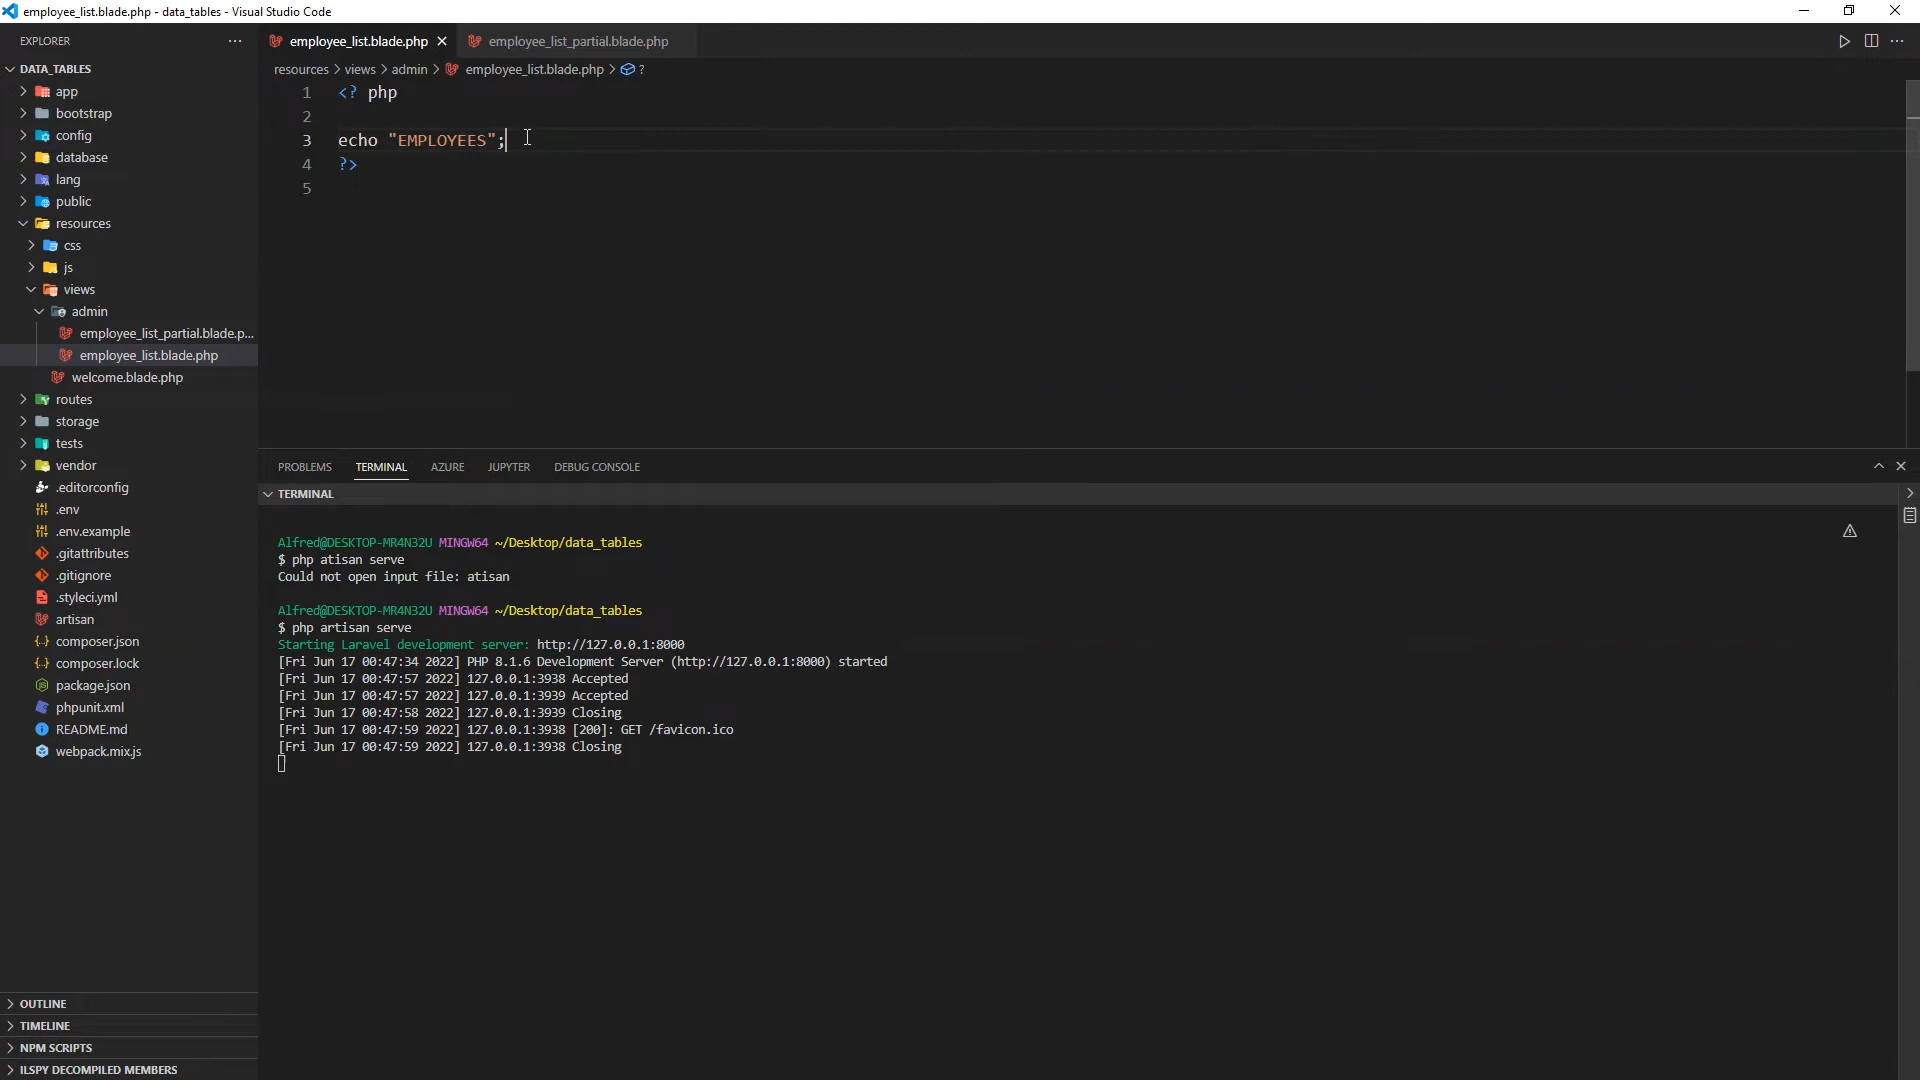 employee_list.blade.php - data_tables - Visual Studio Code
EXPLORER
DATA_TABLES
app
bootstrap
config
database
lang
public
resources
css
js
views
admin
employee_list_partial.blade.p...
employee_list.blade.php
welcome.blade.php
routes
storage
tests
vendor
.editorconfig
.env
.env.example
.gitattributes
.gitignore
.styleci.yml
artisan
composer.json
composer.lock
package.json
phpunit.xml
README.md
webpack.mix.js
OUTLINE
TIMELINE
NPM SCRIPTS
ILSPY DECOMPILED MEMBERS
employee_list.blade.php
employee_list_partial.blade.php
resources > views > admin > employee_list.blade.php > ?
1 <? php
2
3 echo "EMPLOYEES";
4 ?>
5
PROBLEMS TERMINAL AZURE JUPYTER DEBUG CONSOLE
TERMINAL
Alfred@DESKTOP-MR4N32U MINGW64 ~/Desktop/data_tables
$ php atisan serve
Could not open input file: atisan
Alfred@DESKTOP-MR4N32U MINGW64 ~/Desktop/data_tables
$ php artisan serve
Starting Laravel development server: http://127.0.0.1:8000
[Fri Jun 17 00:47:34 2022] PHP 8.1.6 Development Server (http://127.0.0.1:8000) started
[Fri Jun 17 00:47:57 2022] 127.0.0.1:3938 Accepted
[Fri Jun 17 00:47:57 2022] 127.0.0.1:3939 Accepted
[Fri Jun 17 00:47:58 2022] 127.0.0.1:3939 Closing
[Fri Jun 17 00:47:59 2022] 127.0.0.1:3938 [200]: GET /favicon.ico
[Fri Jun 17 00:47:59 2022] 127.0.0.1:3938 Closing